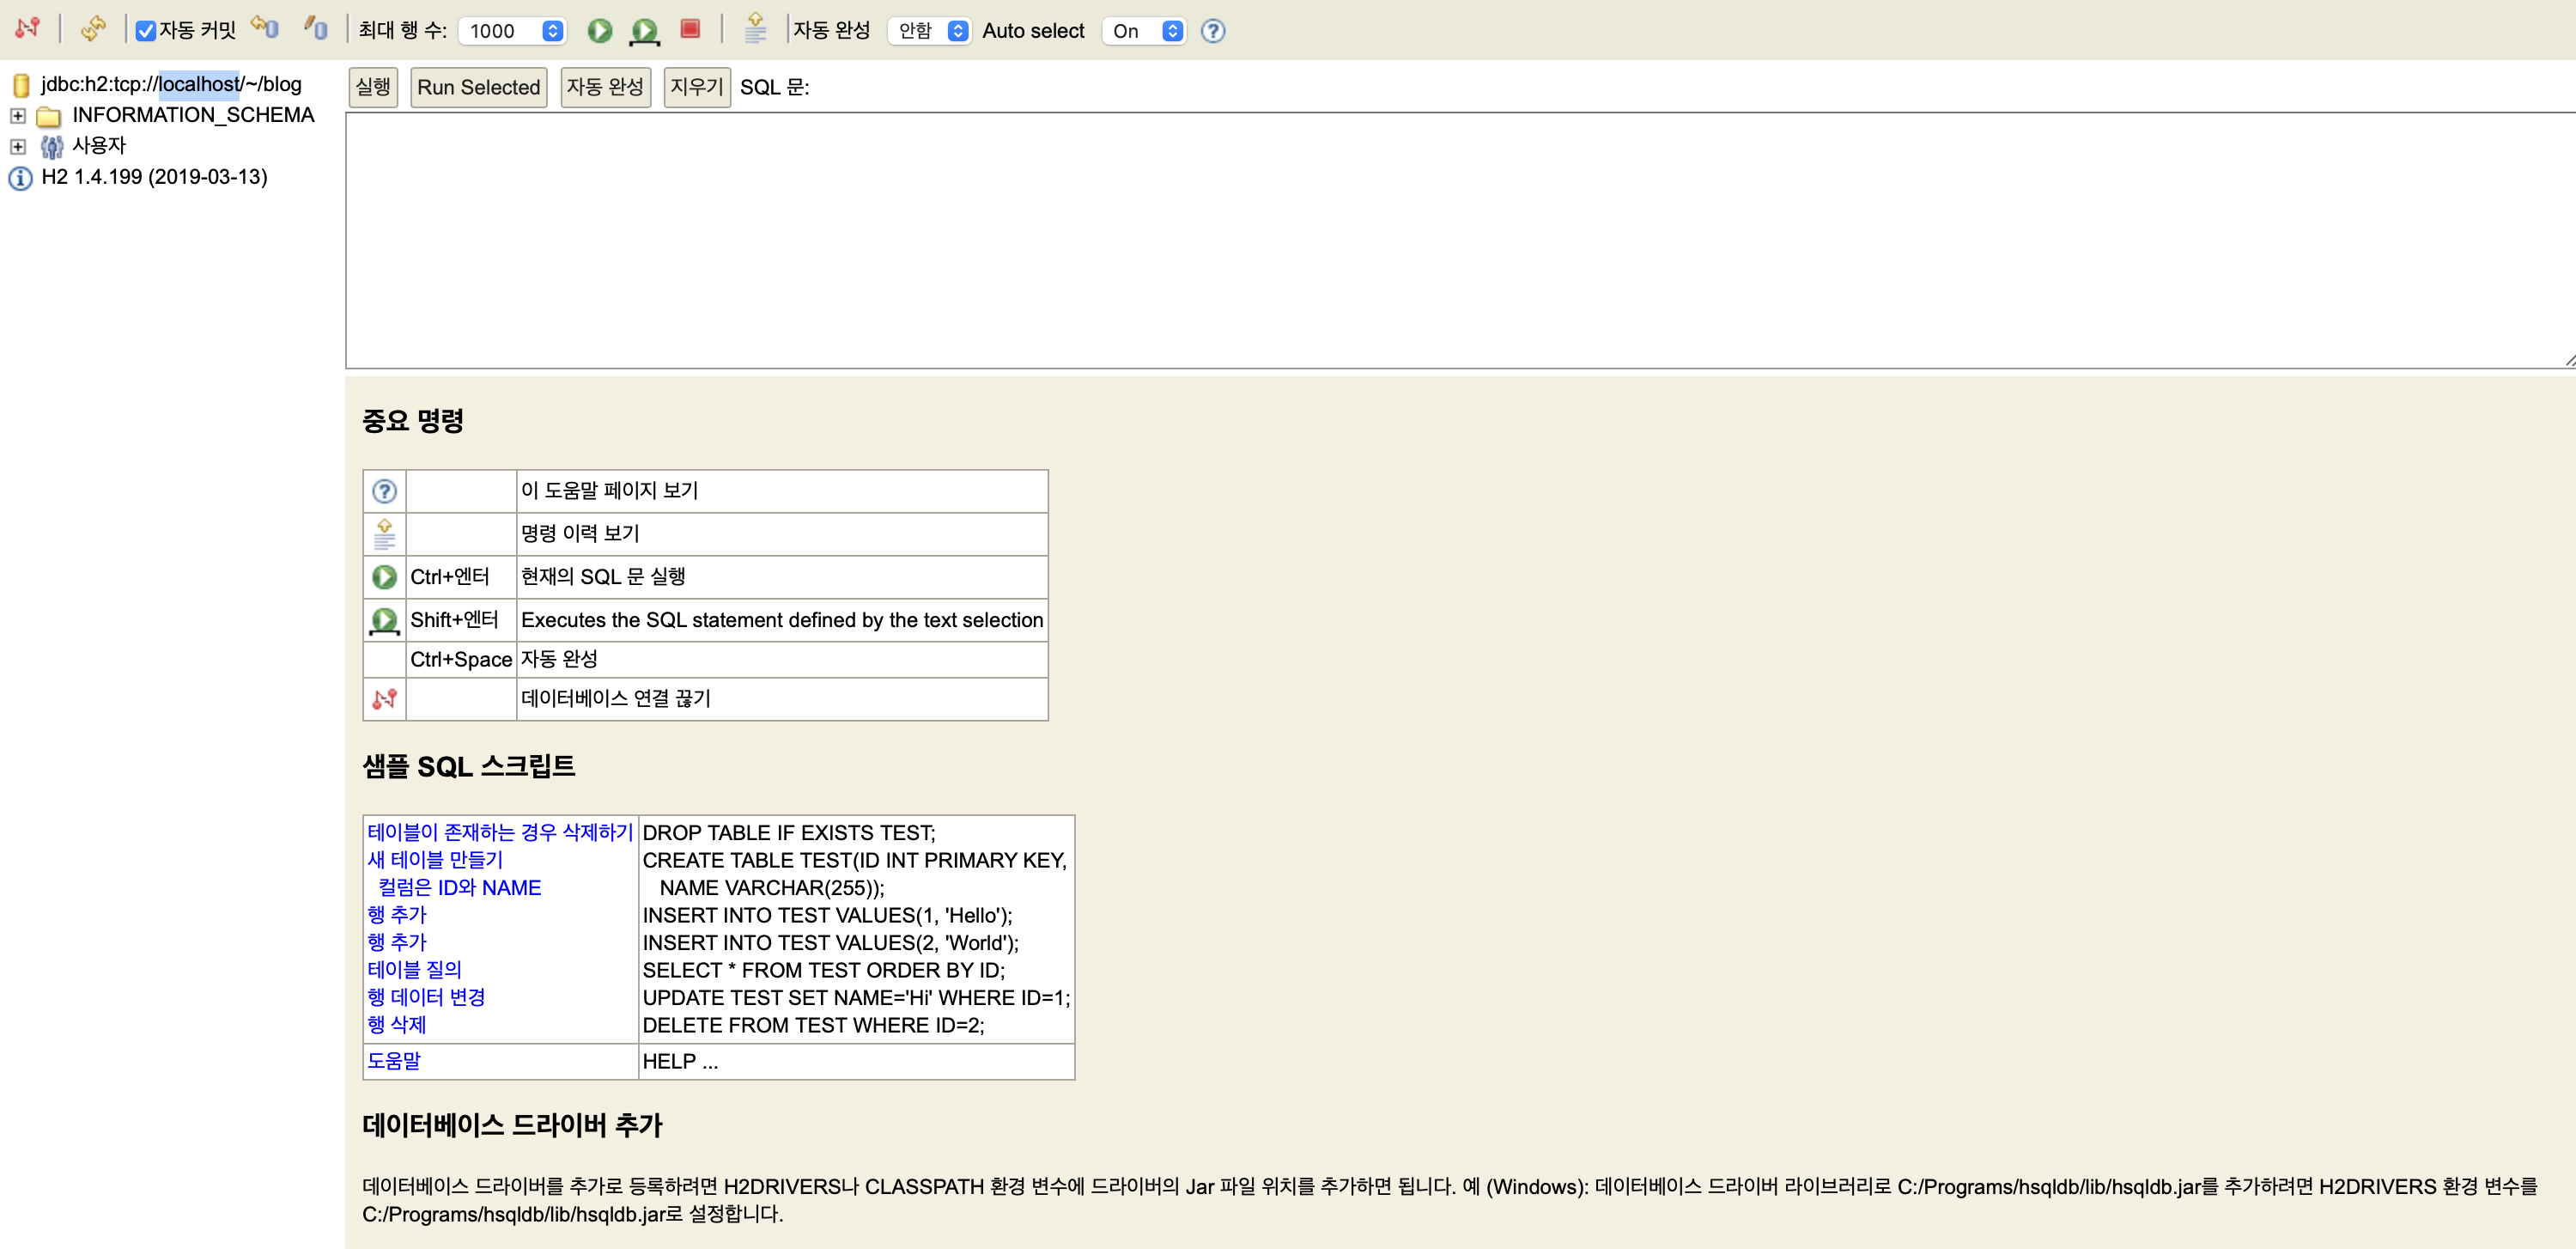 자동 커밋 최대 행 수: 1000 자동 완성 안함 Auto select On
jdbc:h2:tcp://localhost/~/blog
INFORMATION_SCHEMA
사용자
H2 1.4.199 (2019-03-13)
실행 Run Selected 자동 완성 지우기 SQL 문:
중요 명령
이 도움말 페이지 보기
명령 이력 보기
Ctrl+엔터 현재의 SQL 문 실행
Shift+엔터 Executes the SQL statement defined by the text selection
Ctrl+Space 자동 완성
데이터베이스 연결 끊기
샘플 SQL 스크립트
테이블이 존재하는 경우 삭제하기 DROP TABLE IF EXISTS TEST;
새 테이블 만들기 CREATE TABLE TEST(ID INT PRIMARY KEY,
컬럼은 ID와 NAME NAME VARCHAR(255));
행 추가 INSERT INTO TEST VALUES(1, 'Hello');
행 추가 INSERT INTO TEST VALUES(2, 'World');
테이블 질의 SELECT * FROM TEST ORDER BY ID;
행 데이터 변경 UPDATE TEST SET NAME='Hi' WHERE ID=1;
행 삭제 DELETE FROM TEST WHERE ID=2;
도움말 HELP ...
데이터베이스 드라이버 추가
데이터베이스 드라이버를 추가로 등록하려면 H2DRIVERS나 CLASSPATH 환경 변수에 드라이버의 Jar 파일 위치를 추가하면 됩니다. 예 (Windows): 데이터베이스 드라이버 라이브러리로 C:/Programs/hsqldb/lib/hsqldb.jar를 추가하려면 H2DRIVERS 환경 변수를
C:/Programs/hsqldb/lib/hsqldb.jar로 설정합니다.